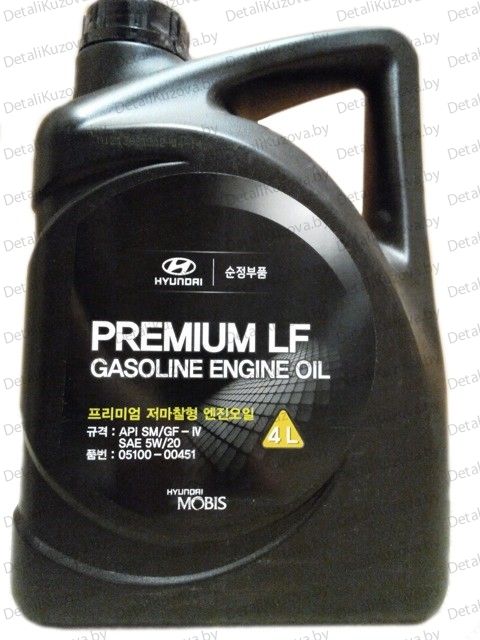 HYUNDAI
순정부품
PREMIUM LF
GASOLINE ENGINE OIL
프리미엄 저마찰형 엔진오일
규격 : API SM/GF-Ⅳ
SAE 5W/20
4 L
품번 : 05100-00451
HYUNDAI
MOBIS
DetaliKuzova.by